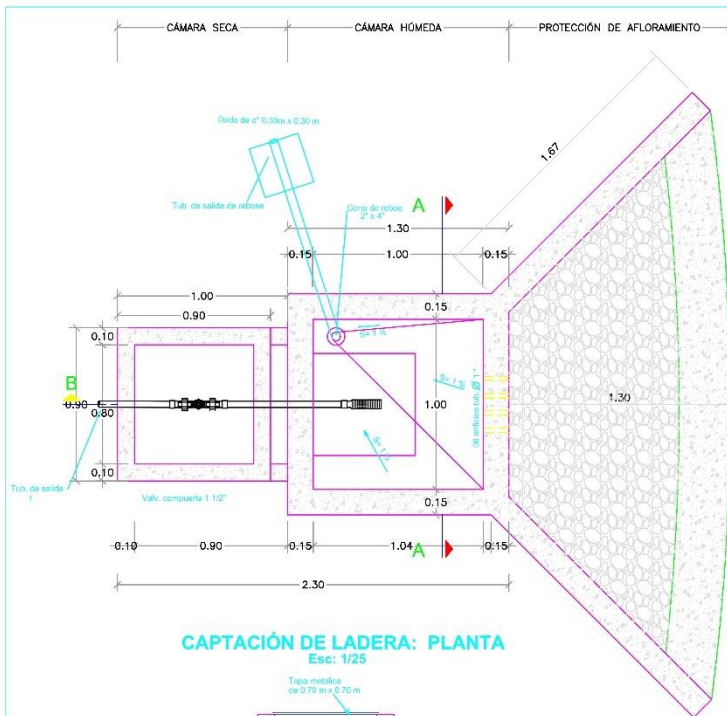 CÁMARA SECA
CÁMARA HÚMEDA
PROTECCIÓN DE AFLORAMIENTO
Dado de c° 0.30m x 0.30 m
1.67
Tub. de salida de rebose
Cono de reboe
2" x 4"
A
1.30
0.15
1.00
0.15
1.00
0.90
0.15
S= 1 %
0.10
B
S= 1 %
0.90
0.80
1.00
1.30
06 orificios tub. Ø 1 "
S= 1 %
0.10
0.15
Tub. de salida
1
Valv. compuerta 1 1/2"
0.10
0.90
0.15
1.04
A
0.15
2.30
CAPTACIÓN DE LADERA: PLANTA
Esc: 1/25
Tapa metalica
de 0.70 m x 0.70 m